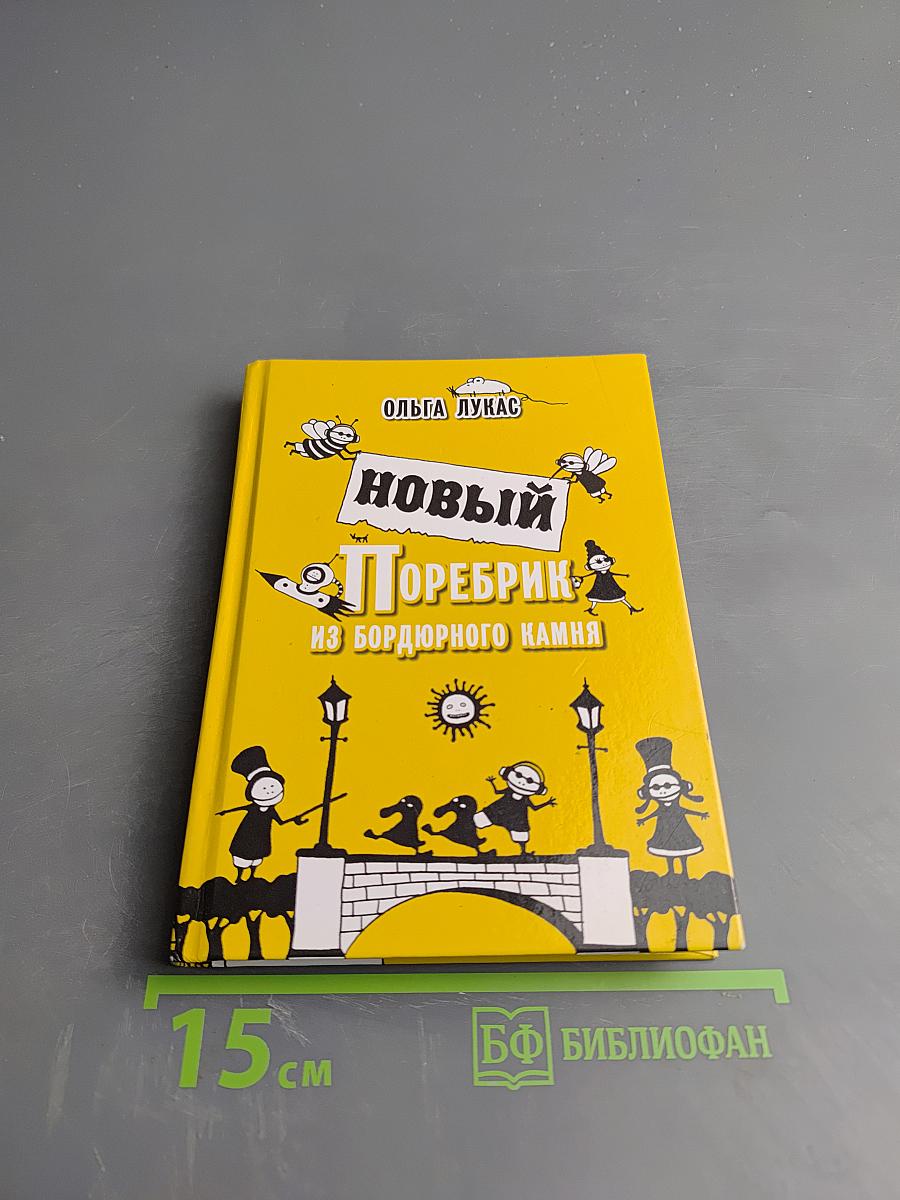 ОЛЬГА ЛУКАС
НОВЫЙ
ПОРЕБРИК
ИЗ БОРДЮРНОГО КАМНЯ
15 см
БФ БИБЛИОФАН